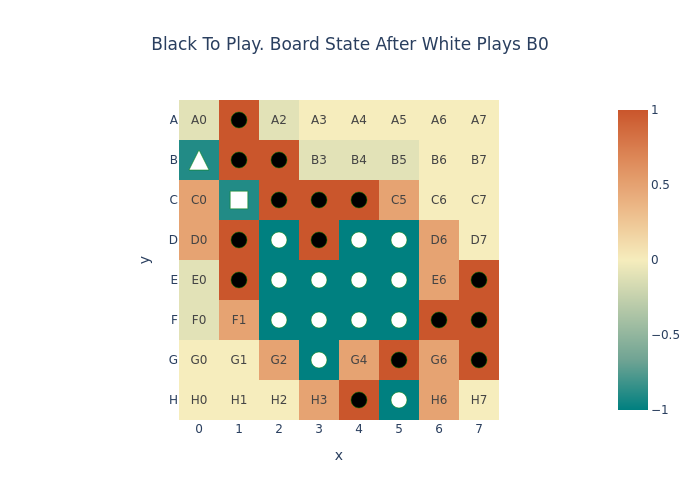 Black To Play. Board State After White Plays B0
A A0 A2 A3 A4 A5 A6 A7
B B3 B4 B5 B6 B7
C C0 C5 C6 C7
D D0 D6 D7
E E0 E6
F F0 F1
G G0 G1 G2 G4 G6
H H0 H1 H2 H3 H6 H7
0 1 2 3 4 5 6 7
x
y
1
0.5
0
−0.5
−1